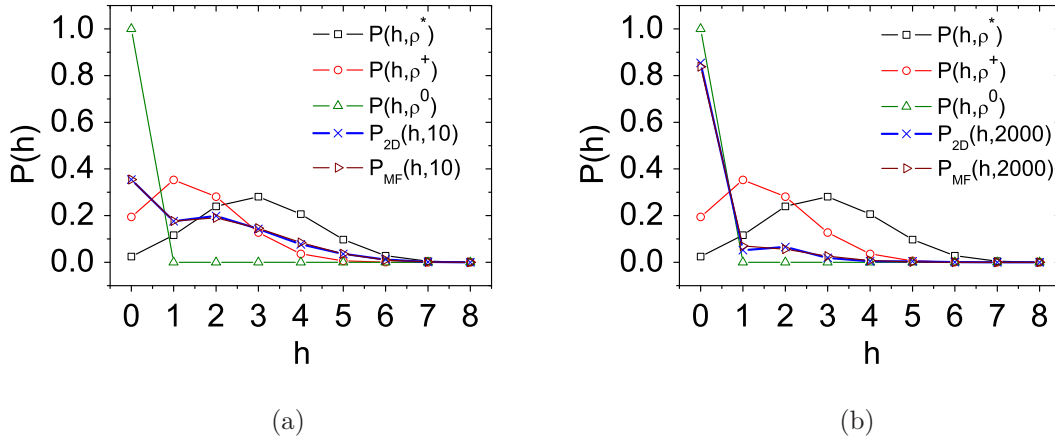 1.0
0.8
0.6
0.4
0.2
0.0
P(h)
0 1 2 3 4 5 6 7 8
h
P(h,ρ*)
P(h,ρ⁺)
P(h,ρ⁰)
P₂D(h,10)
P_MF(h,10)
(a)
1.0
0.8
0.6
0.4
0.2
0.0
P(h)
0 1 2 3 4 5 6 7 8
h
P(h,ρ*)
P(h,ρ⁺)
P(h,ρ⁰)
P₂D(h,2000)
P_MF(h,2000)
(b)